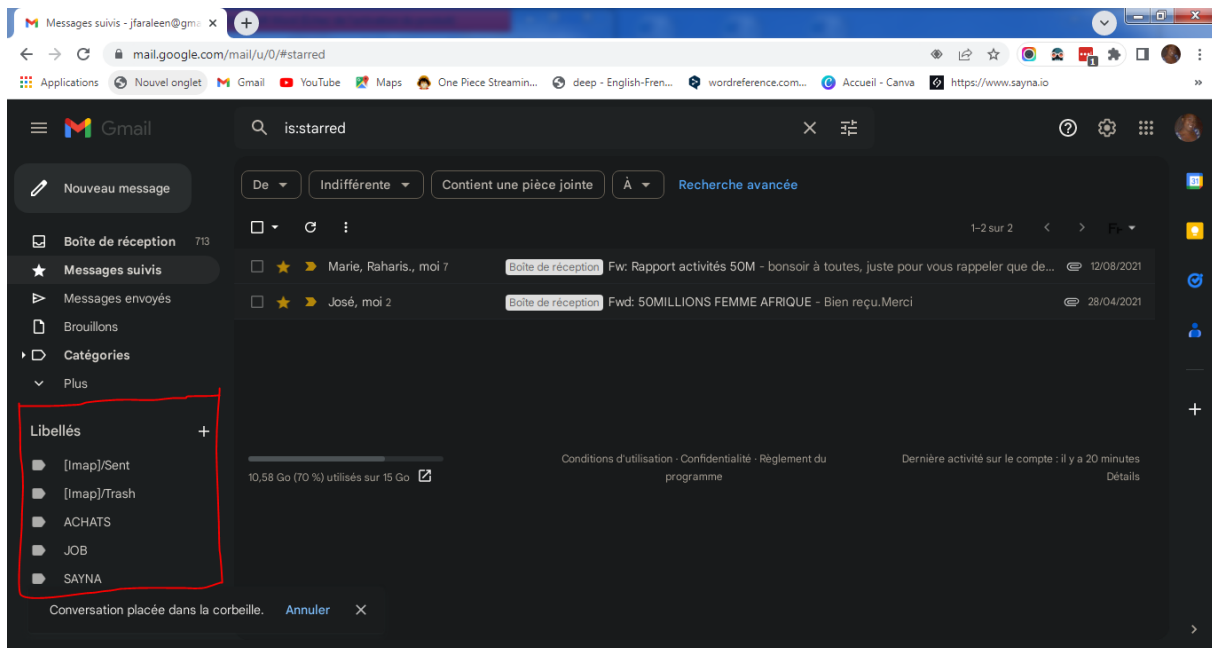 Messages suivis - jfaraleen@gma
mail.google.com/mail/u/0/#starred
1
Applications Nouvel onglet Gmail YouTube Maps One Piece Streamin... deep - English-Fren... wordreference.com... Accueil - Canva https://www.sayna.io »
Gmail is:starred
Nouveau message
De Indifférente Contient une pièce jointe À Recherche avancée
31
Boîte de réception 713
1–2 sur 2
Messages suivis
Marie, Raharis., moi 7 Boîte de réception Fw: Rapport activités 50M - bonsoir à toutes, juste pour vous rappeler que de... 12/08/2021
Messages envoyés
José, moi 2 Boîte de réception Fwd: 50MILLIONS FEMME AFRIQUE - Bien reçu.Merci 28/04/2021
Brouillons
Catégories
Plus
Libellés +
[Imap]/Sent
[Imap]/Trash
ACHATS
JOB
SAYNA
10,58 Go (70 %) utilisés sur 15 Go
Conditions d'utilisation · Confidentialité · Règlement du
programme
Dernière activité sur le compte : il y a 20 minutes
Détails
Conversation placée dans la corbeille. Annuler